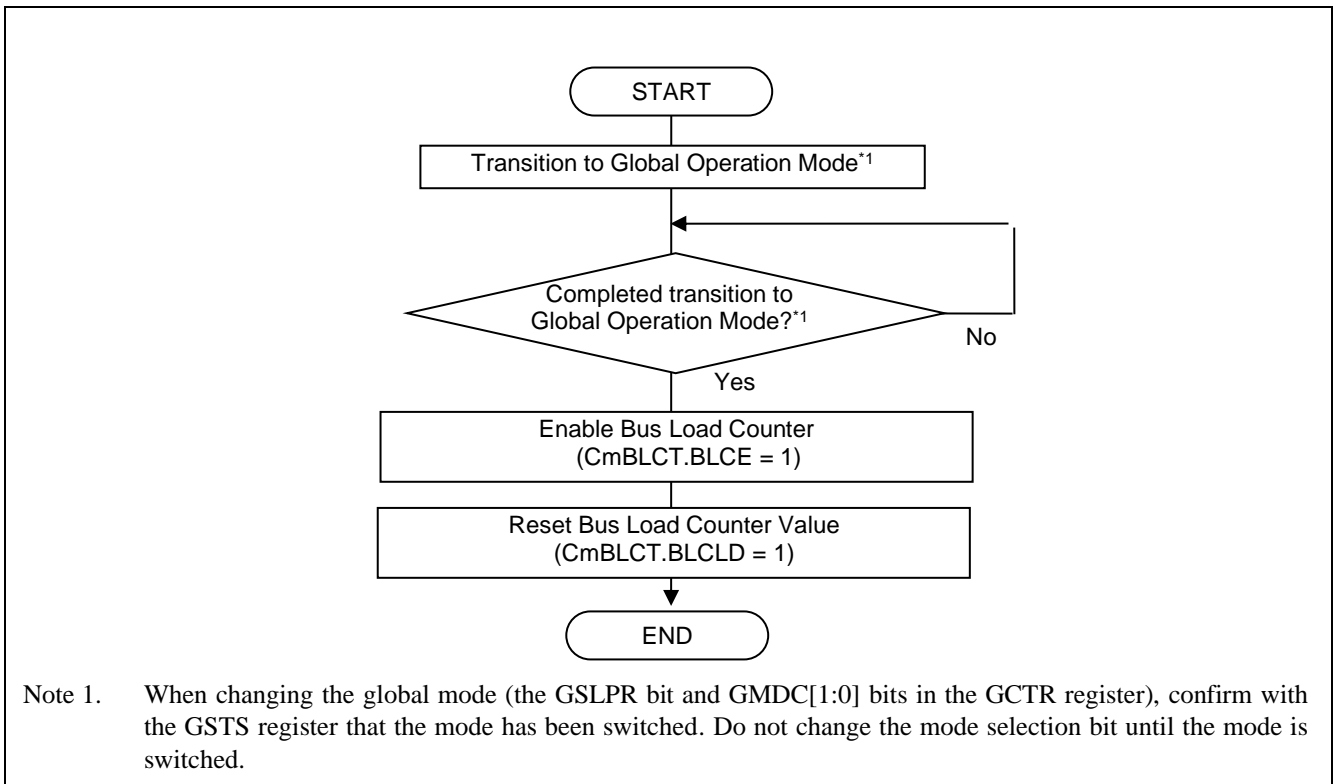 START
Transition to Global Operation Mode*1
Completed transition to
Global Operation Mode?*1
No
Yes
Enable Bus Load Counter
(CmBLCT.BLCE = 1)
Reset Bus Load Counter Value
(CmBLCT.BLCLD = 1)
END
Note 1. When changing the global mode (the GSLPR bit and GMDC[1:0] bits in the GCTR register), confirm with
the GSTS register that the mode has been switched. Do not change the mode selection bit until the mode is
switched.